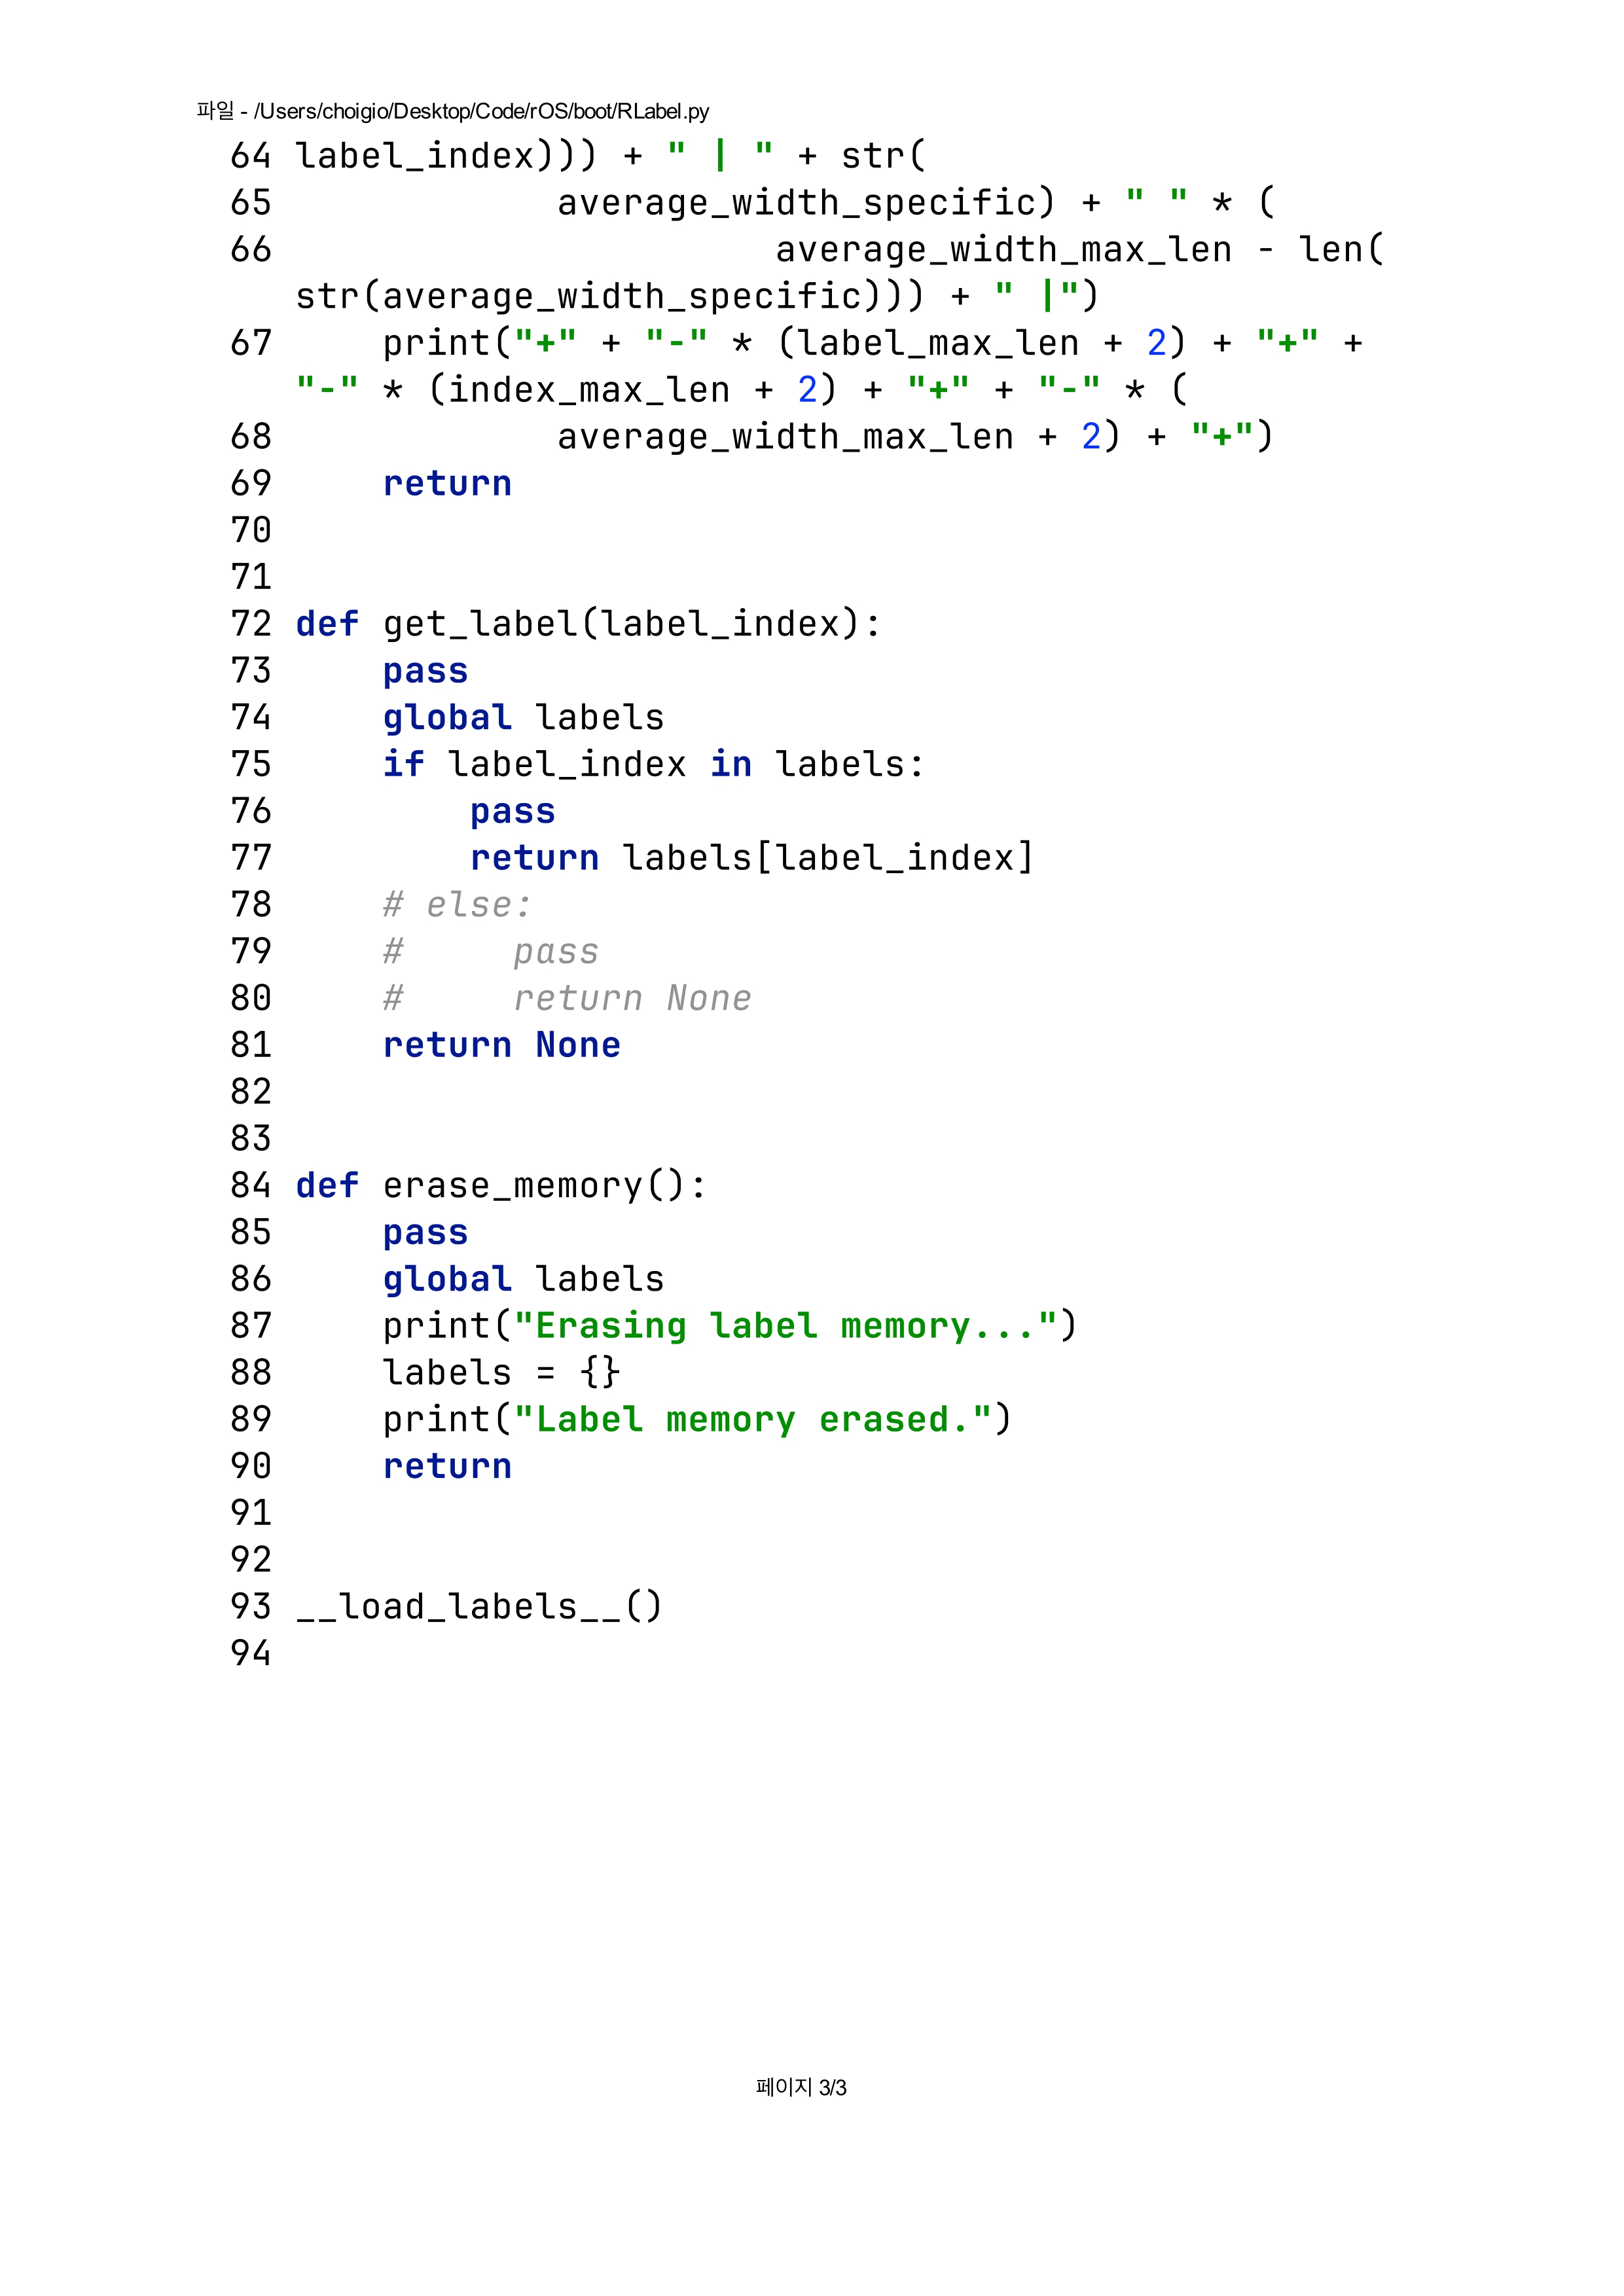 파일 - /Users/choigio/Desktop/Code/rOS/boot/RLabel.py
64 label_index))) + " | " + str(
65             average_width_specific) + " " * (
66                       average_width_max_len - len(
str(average_width_specific))) + " |")
67     print("+" + "-" * (label_max_len + 2) + "+" +
"-" * (index_max_len + 2) + "+" + "-" * (
68             average_width_max_len + 2) + "+")
69     return
70
71
72 def get_label(label_index):
73     pass
74     global labels
75     if label_index in labels:
76         pass
77         return labels[label_index]
78     # else:
79     #     pass
80     #     return None
81     return None
82
83
84 def erase_memory():
85     pass
86     global labels
87     print("Erasing label memory...")
88     labels = {}
89     print("Label memory erased.")
90     return
91
92
93 __load_labels__()
94
페이지 3/3